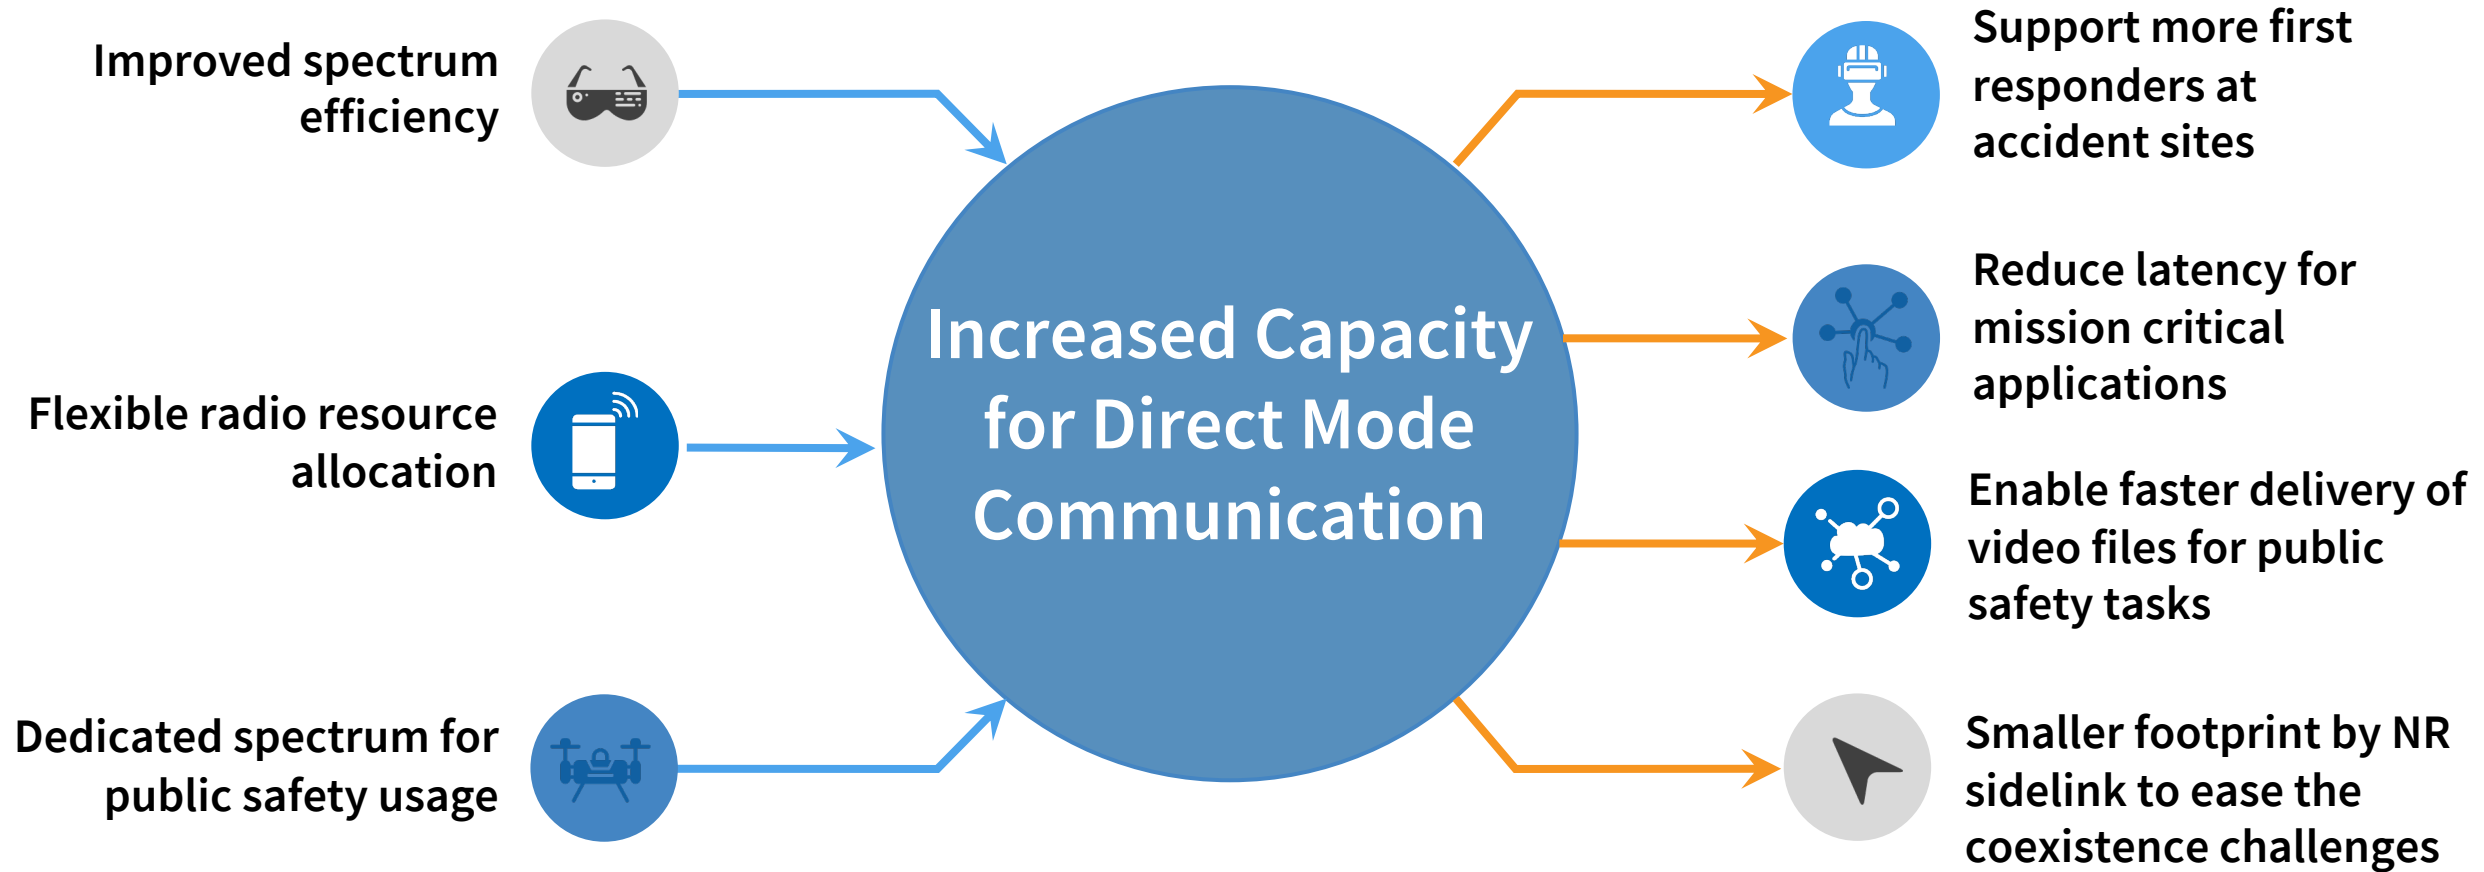 Improved spectrum
efficiency
Flexible radio resource
allocation
Dedicated spectrum for
public safety usage
Increased Capacity
for Direct Mode
Communication
Support more first
responders at
accident sites
Reduce latency for
mission critical
applications
Enable faster delivery of
video files for public
safety tasks
Smaller footprint by NR
sidelink to ease the
coexistence challenges